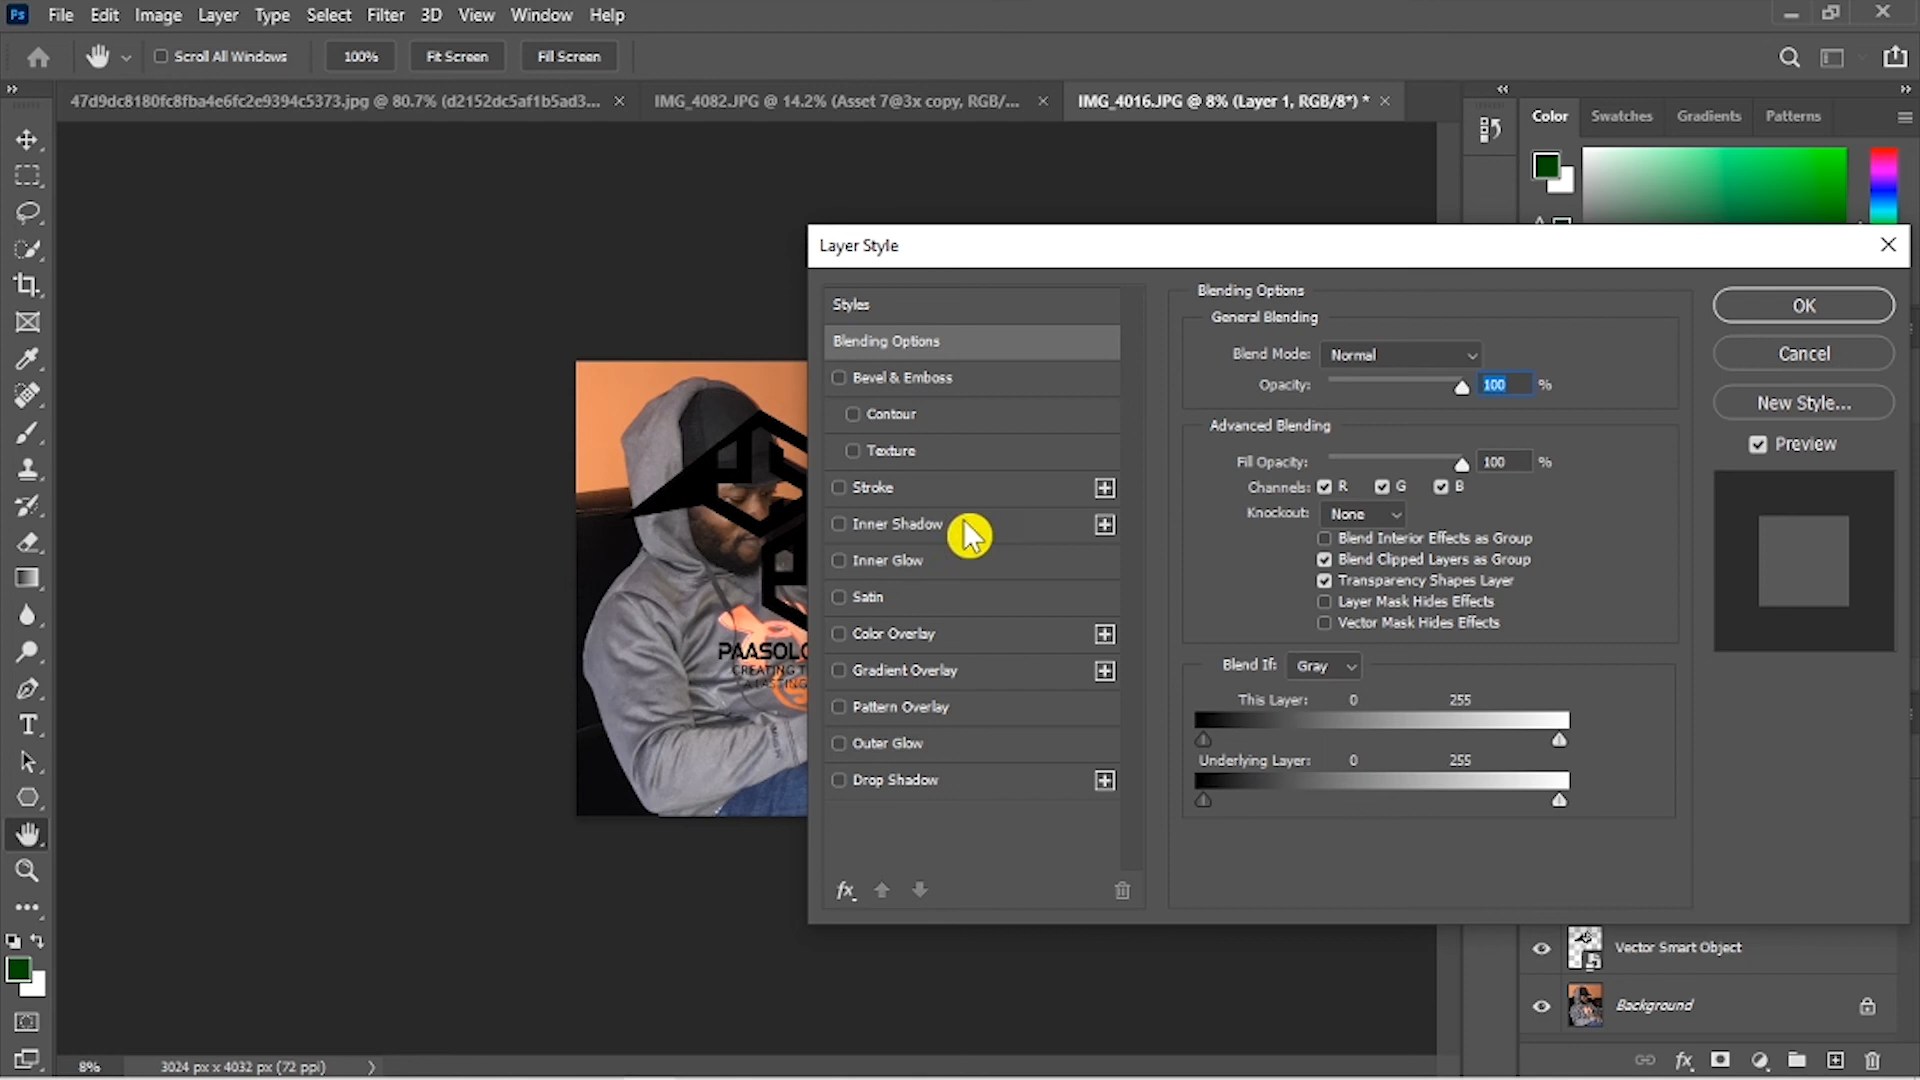 Ps File Edit Image Layer Type Select Filter 3D View Window Help
Scroll All Windows 100% Fit Screen Fill Screen
47d9dc8180fc8fba4e6fc2e9394c5373.jpg @ 80.7% (d2152dc5af1b5ad3... × IMG_4082.JPG @ 14.2% (Asset 7@3x copy, RGB/... × IMG_4016.JPG @ 8% (Layer 1, RGB/8*) * ×
Color Swatches Gradients Patterns
Layer Style
Styles
Blending Options
Bevel & Emboss
Contour
Texture
Stroke
Inner Shadow
Inner Glow
Satin
Color Overlay
Gradient Overlay
Pattern Overlay
Outer Glow
Drop Shadow
fx
Blending Options
General Blending
Blend Mode: Normal
Opacity: 100 %
Advanced Blending
Fill Opacity: 100 %
Channels: R G B
Knockout: None
Blend Interior Effects as Group
Blend Clipped Layers as Group
Transparency Shapes Layer
Layer Mask Hides Effects
Vector Mask Hides Effects
Blend If: Gray
This Layer: 0 255
Underlying Layer: 0 255
OK
Cancel
New Style...
Preview
PAASOLO
CREATING T
A LASTING
Vector Smart Object
Background
fx
8% 3024 px x 4032 px (72 ppi)